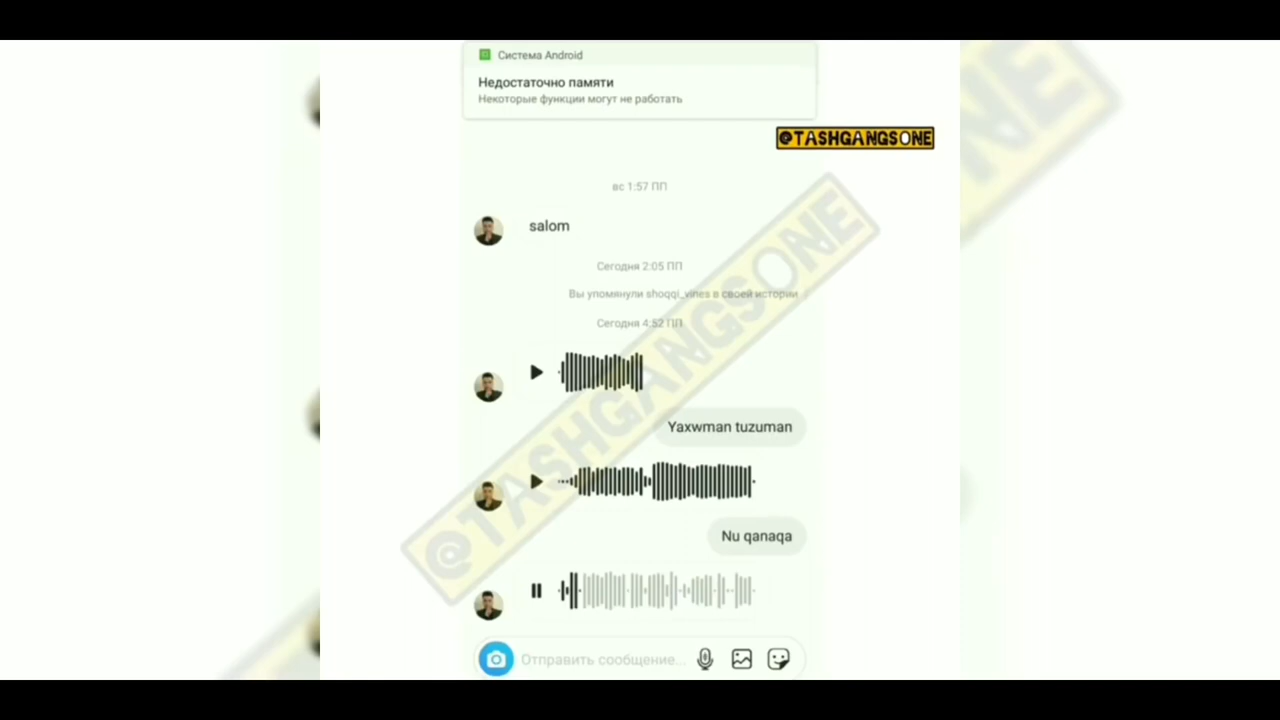 Система Android
Недостаточно памяти
Некоторые функции могут не работать
@TASHGANGSONE
вс 1:57 ПП
salom
Сегодня 2:05 ПП
Вы упомянули shoqqi_vines в своей истории
Сегодня 4:52 ПП
Yaxwman tuzuman
Nu qanaqa
@TASHGANGSONE
Отправить сообщение...